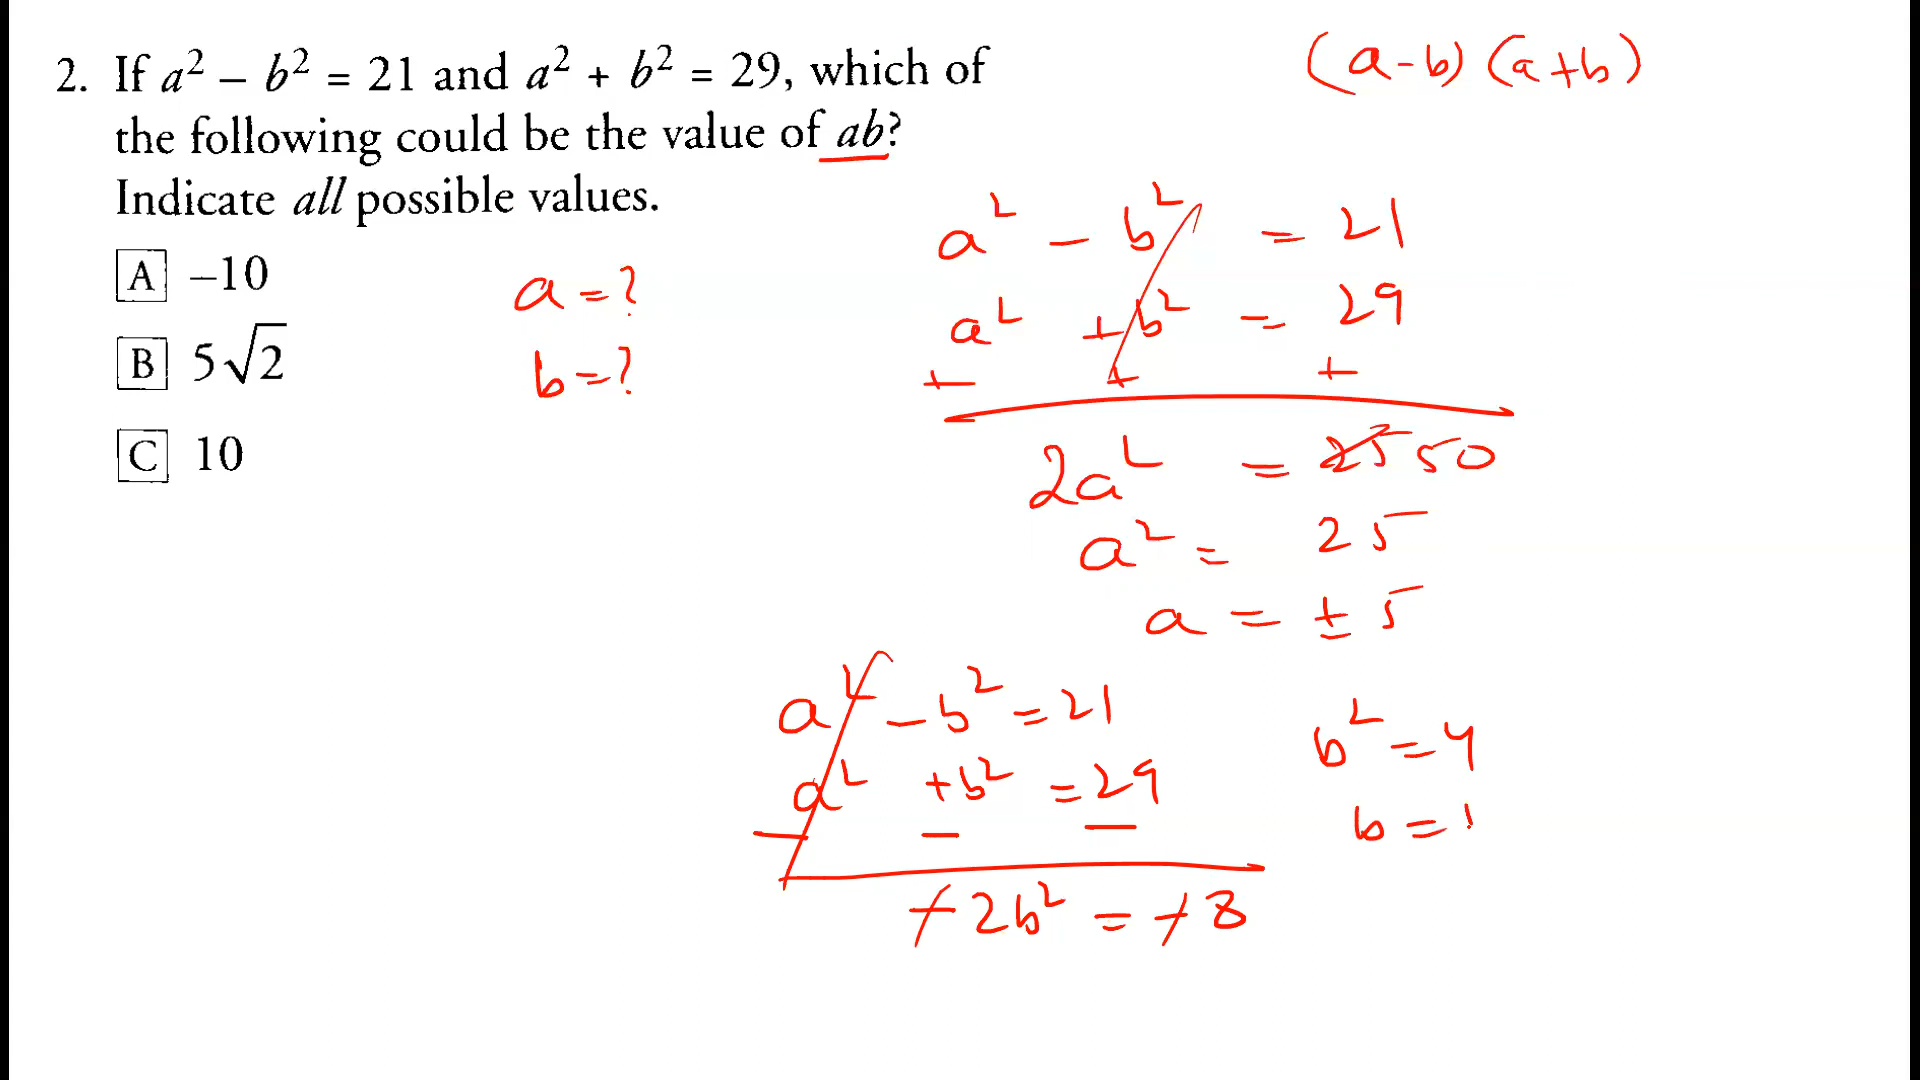 2. If a² – b² = 21 and a² + b² = 29, which of
the following could be the value of ab?
Indicate all possible values.
A –10
B 5√2
C 10
(a-b) (a+b)
a = ?
b = ?
a² - b² = 21
a² + b² = 29
+ + +
2a² = 25 50
a² = 25
a = ± 5
a² - b² = 21
a² + b² = 29
- - -
-2b² = -8
b² = 4
b =